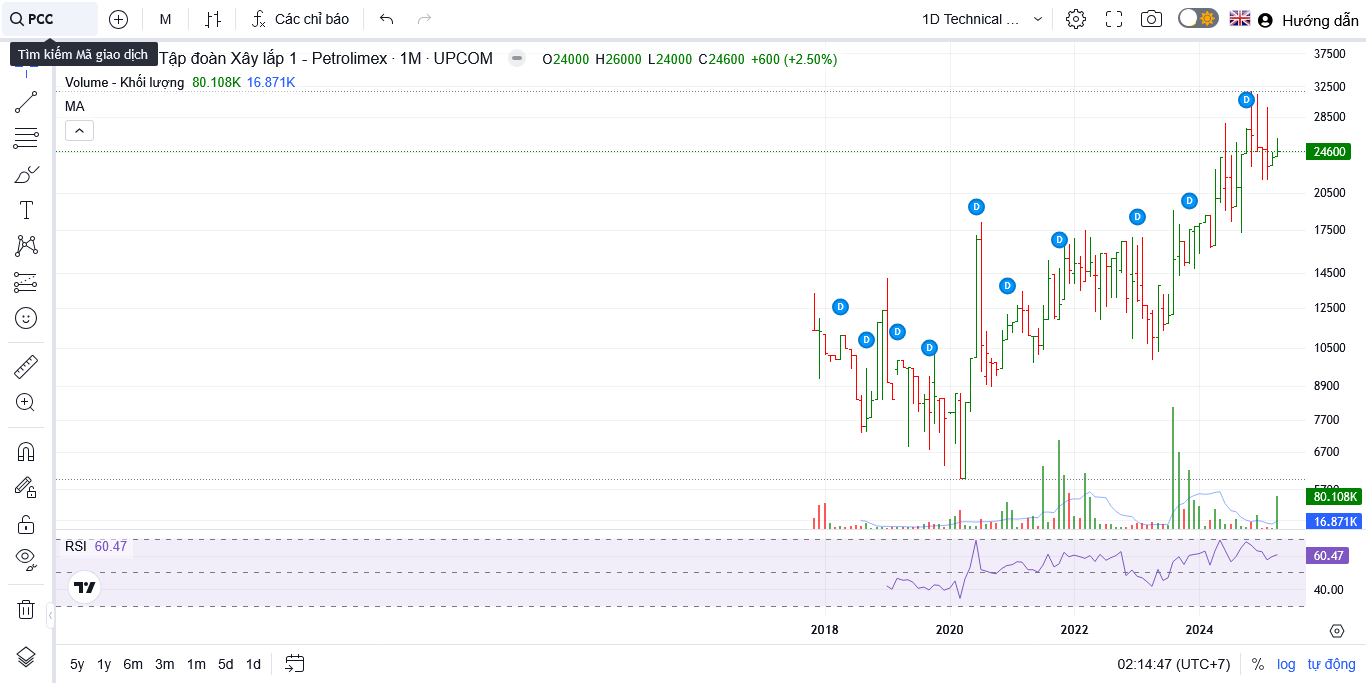 PCC M Các chỉ báo 1D Technical ... Hướng dẫn
Tìm kiếm Mã giao dịch
Tập đoàn Xây lắp 1 - Petrolimex · 1M · UPCOM O24000 H26000 L24000 C24600 +600 (+2.50%)
Volume - Khối lượng 80.108K 16.871K
MA
37500
32500
28500
24600
20500
17500
14500
12500
10500
8900
7700
6700
80.108K
16.871K
D
D
D
D
D
D
D
D
D
D
RSI 60.47
60.47
40.00
2018 2020 2022 2024
5y 1y 6m 3m 1m 5d 1d 02:14:47 (UTC+7) % log tự động